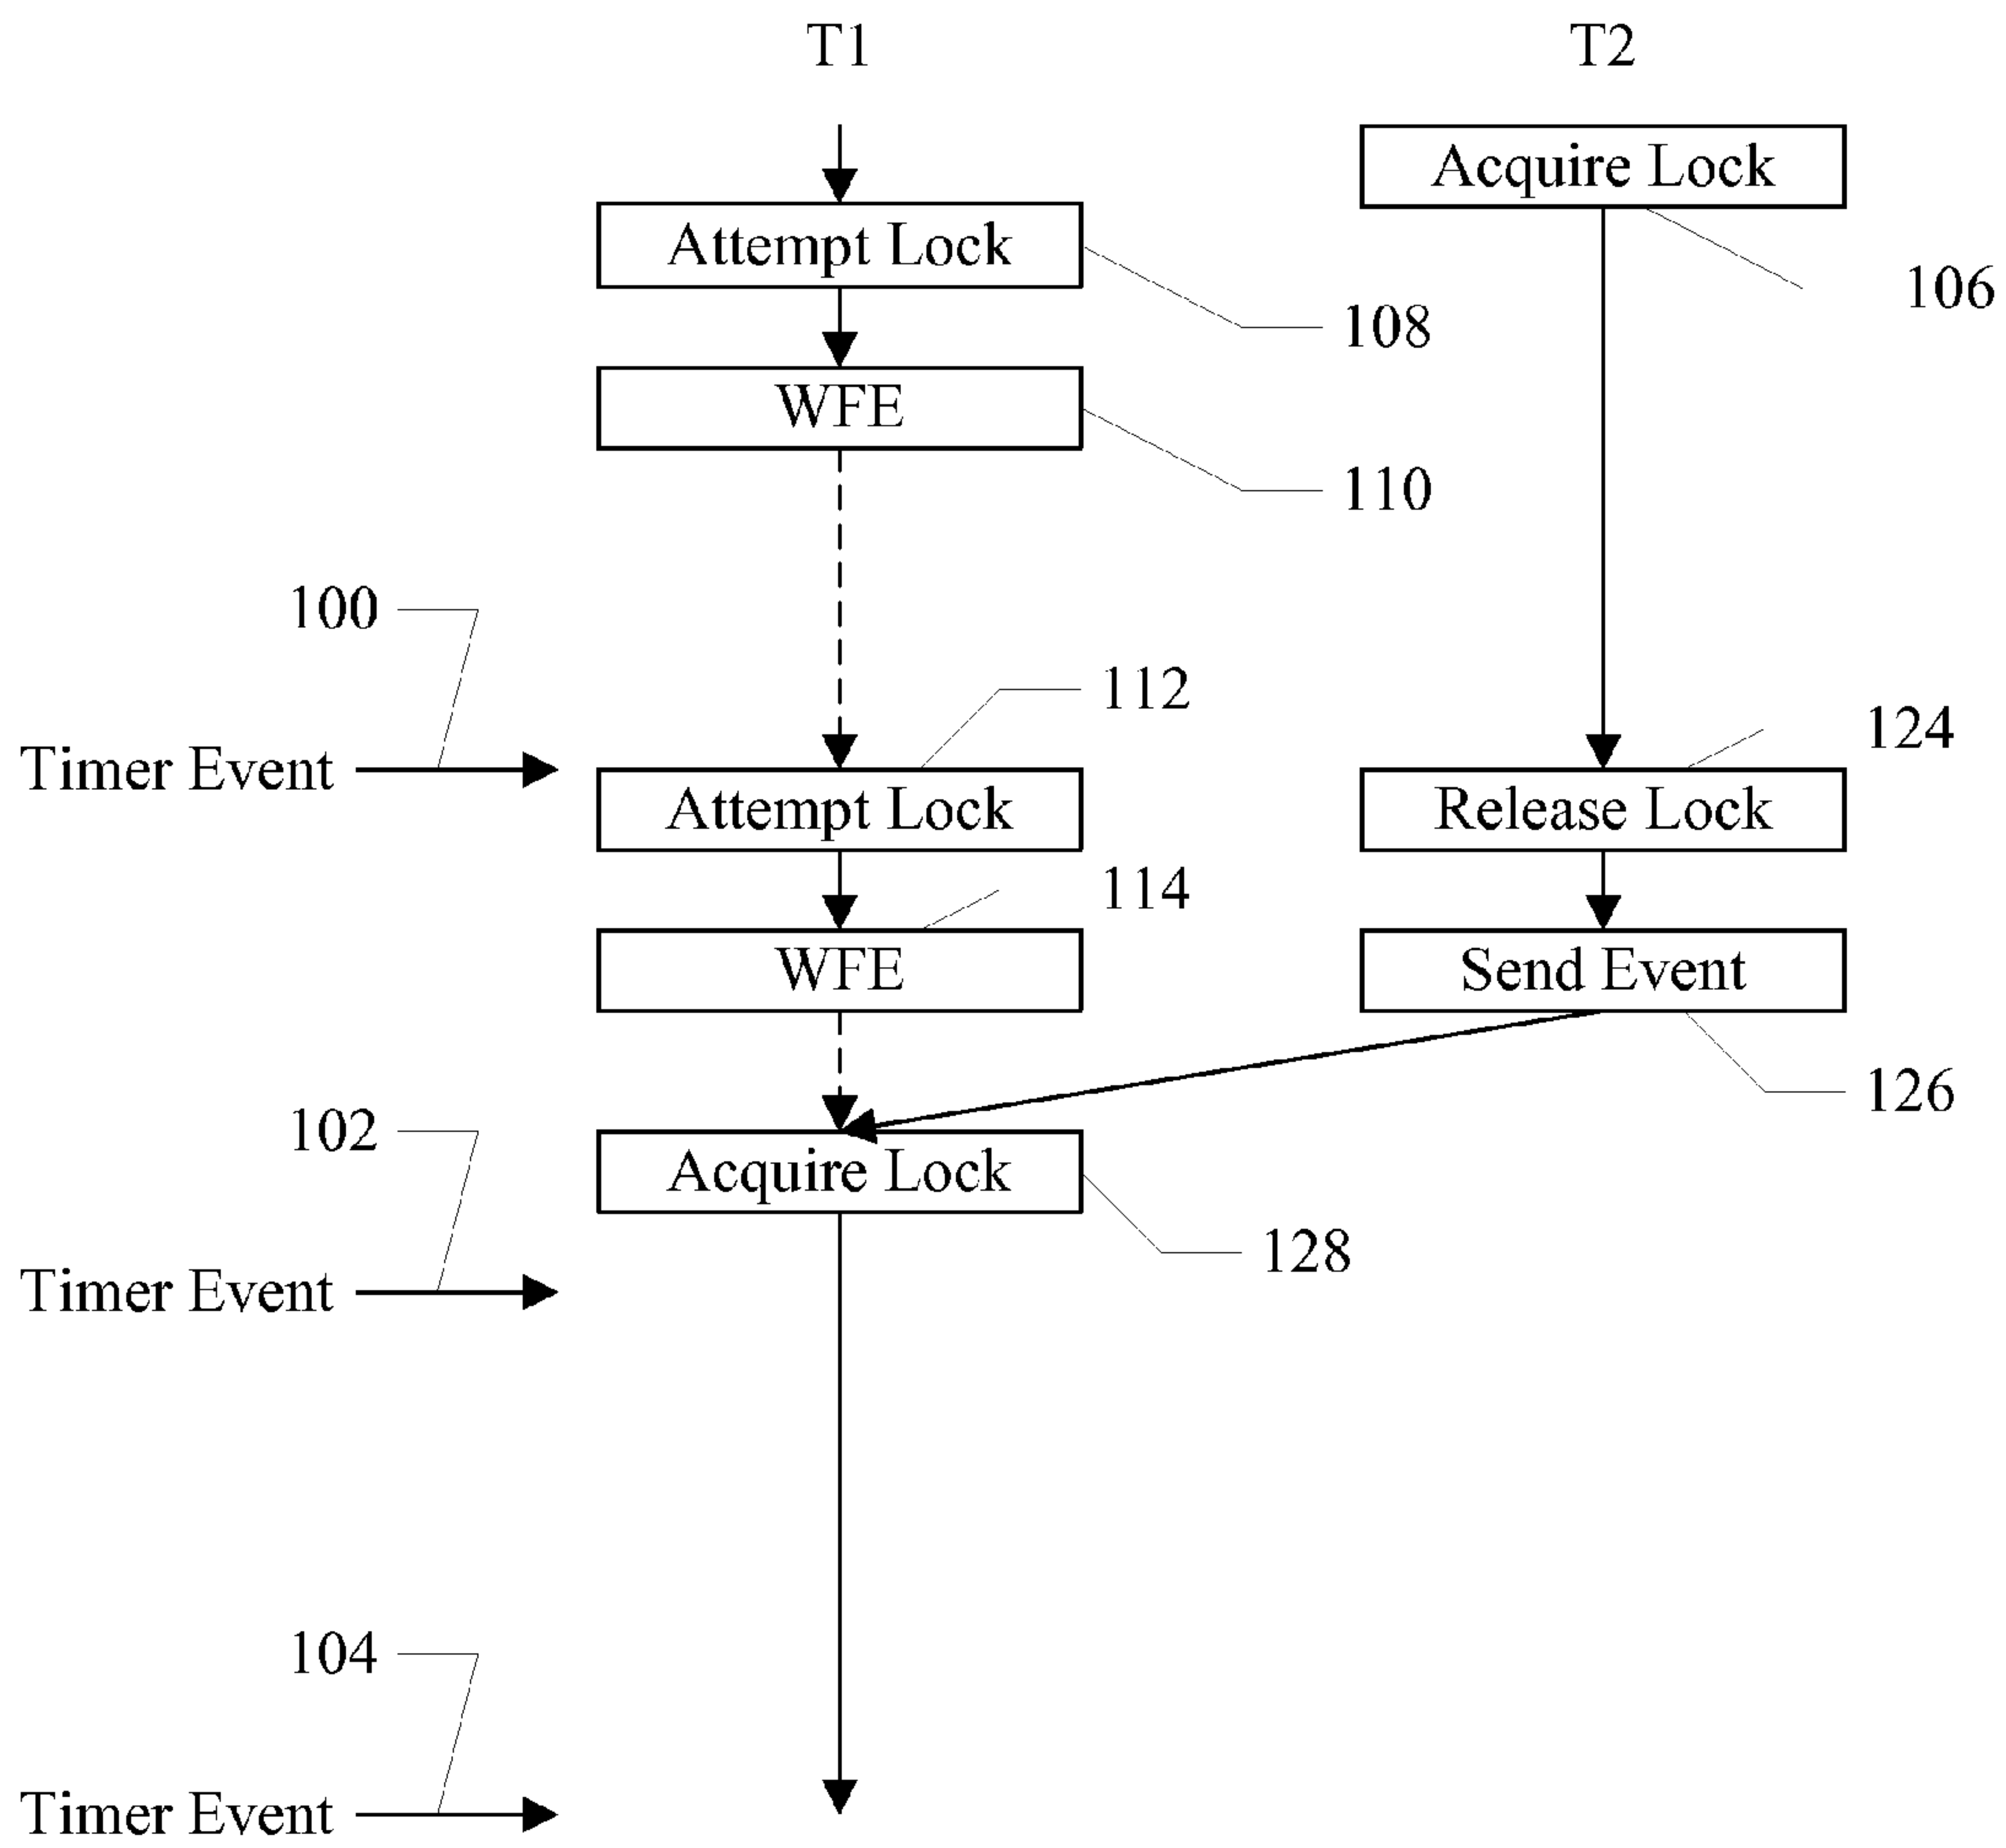 T1 T2
Acquire Lock
Attempt Lock
106
108
WFE
110
100
112
124
Timer Event
Attempt Lock Release Lock
114
WFE Send Event
126
102
Acquire Lock
128
Timer Event
104
Timer Event